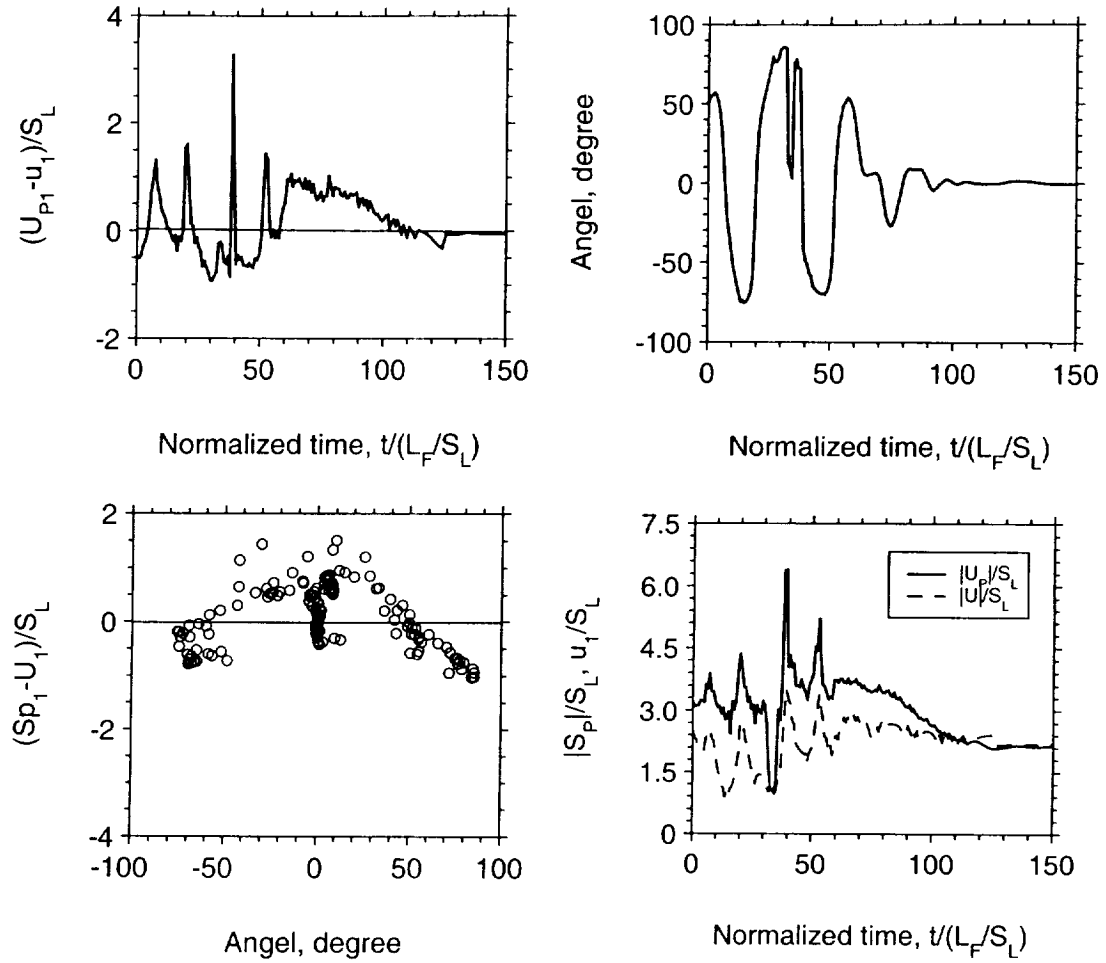 4
2
0
-2
(U_P1-u_1)/S_L
0 50 100 150
Normalized time, t/(L_F/S_L)
100
50
0
-50
-100
Angel, degree
0 50 100 150
Normalized time, t/(L_F/S_L)
2
0
-2
-4
(Sp_1-U_1)/S_L
-100 -50 0 50 100
Angel, degree
7.5
6.0
4.5
3.0
1.5
0
|S_P|/S_L, u_1/S_L
|U_P|/S_L
|U|/S_L
0 50 100 150
Normalized time, t/(L_F/S_L)